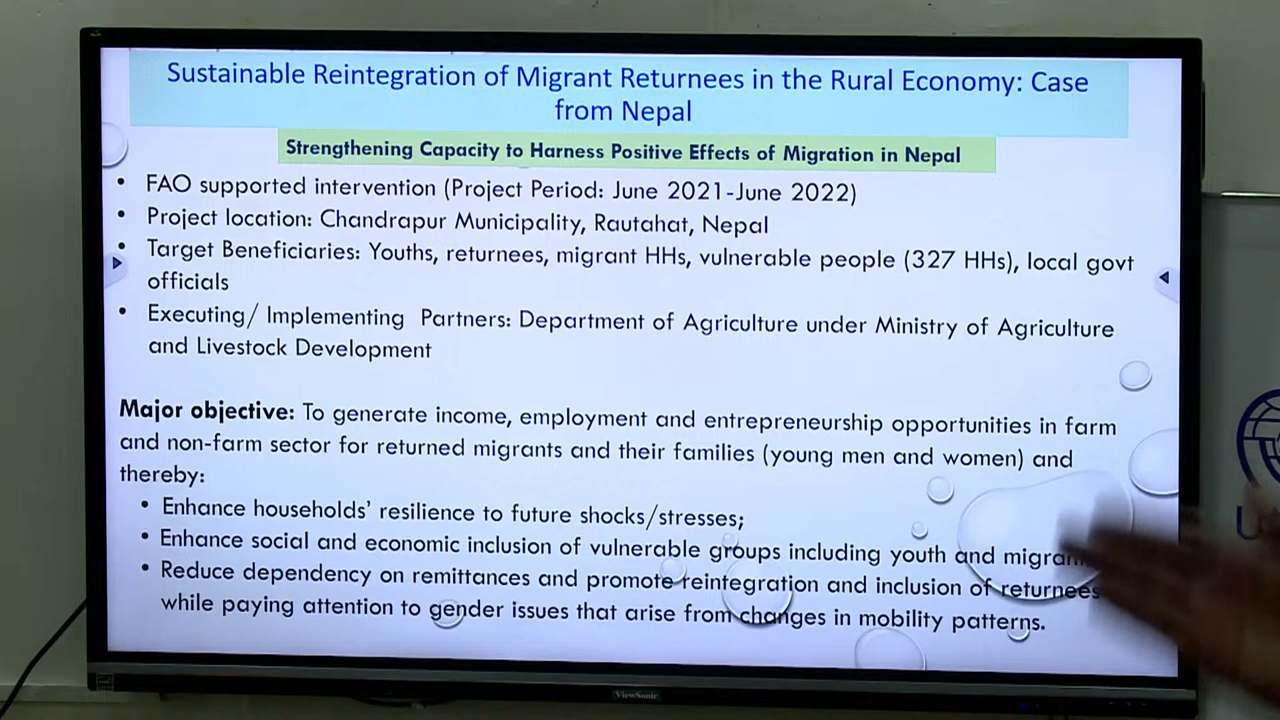 Sustainable Reintegration of Migrant Returnees in the Rural Economy: Case
from Nepal
Strengthening Capacity to Harness Positive Effects of Migration in Nepal
• FAO supported intervention (Project Period: June 2021-June 2022)
• Project location: Chandrapur Municipality, Rautahat, Nepal
• Target Beneficiaries: Youths, returnees, migrant HHs, vulnerable people (327 HHs), local govt
officials
• Executing/ Implementing Partners: Department of Agriculture under Ministry of Agriculture
and Livestock Development
Major objective: To generate income, employment and entrepreneurship opportunities in farm
and non-farm sector for returned migrants and their families (young men and women) and
thereby:
• Enhance households' resilience to future shocks/stresses;
• Enhance social and economic inclusion of vulnerable groups including youth and
• Reduce dependency on remittances and promote reintegration and inclusion of returnees
while paying attention to gender issues that arise from changes in mobility patterns.
ViewSonic